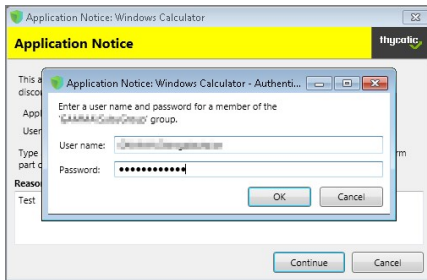 Application Notice: Windows Calculator
Application Notice
thycotic
This a
disco
Application Notice: Windows Calculator - Authenti...
Enter a user name and password for a member of the
group.
Appl
User
User name:
Type
rm
part o
Password: ••••••••••••
Reaso
OK Cancel
Test
Continue Cancel